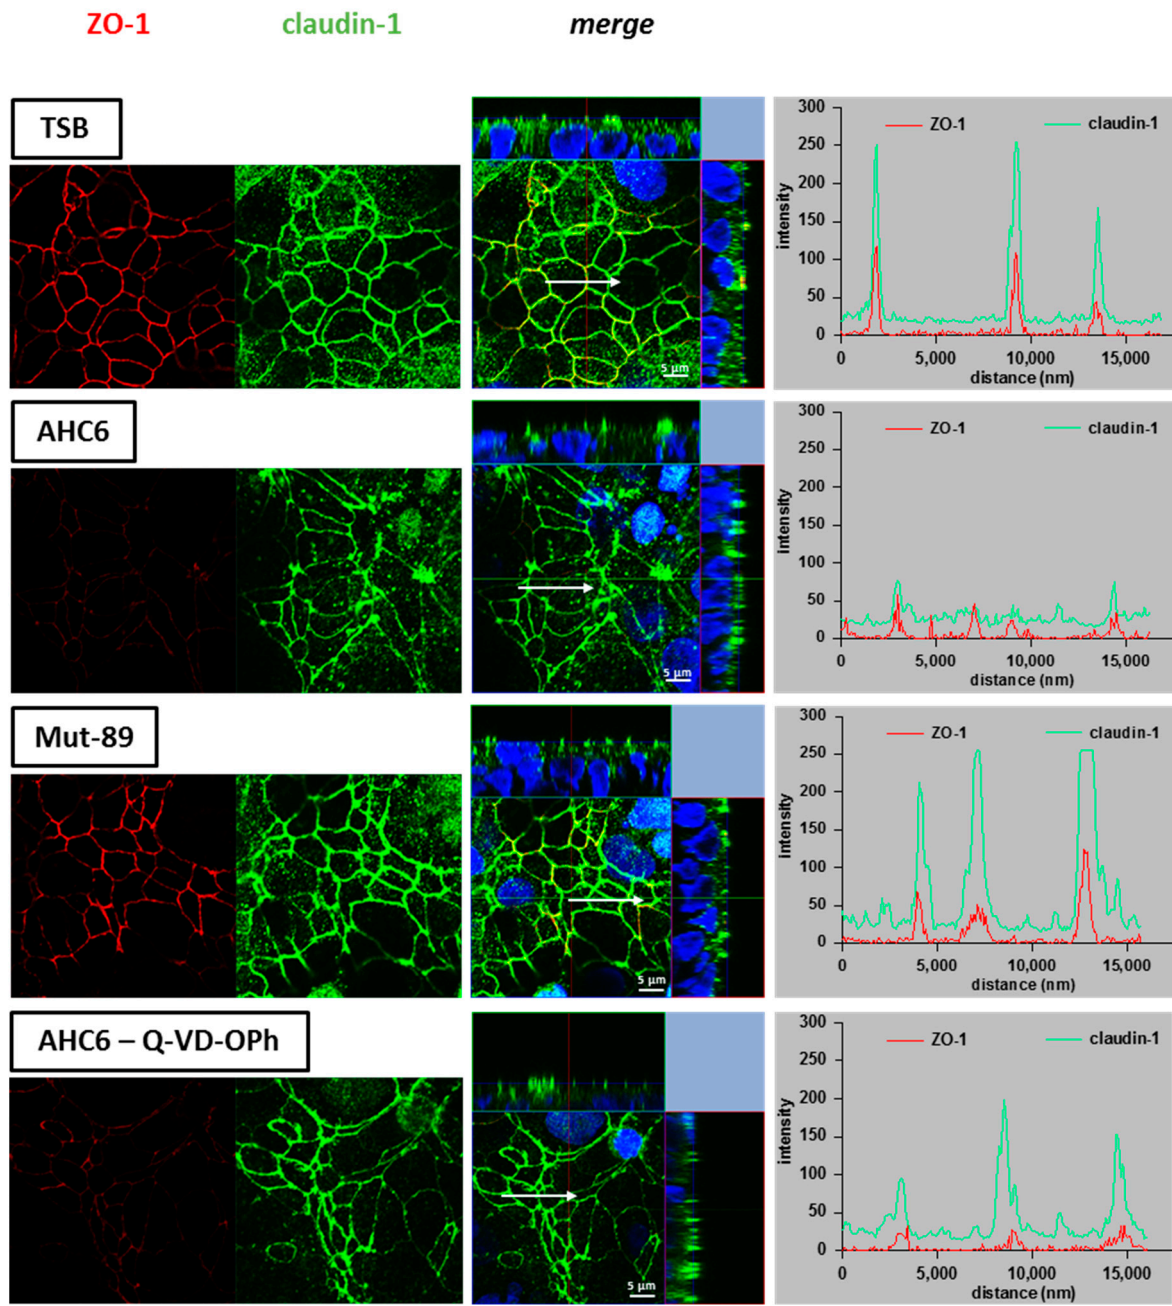 ZO-1 claudin-1 merge
TSB
5 µm
300
250
200
150
100
50
0
intensity
ZO-1 claudin-1
0 5,000 10,000 15,000
distance (nm)
AHC6
5 µm
300
250
200
150
100
50
0
intensity
ZO-1 claudin-1
0 5,000 10,000 15,000
distance (nm)
Mut-89
5 µm
300
250
200
150
100
50
0
intensity
ZO-1 claudin-1
0 5,000 10,000 15,000
distance (nm)
AHC6 – Q-VD-OPh
5 µm
300
250
200
150
100
50
0
intensity
ZO-1 claudin-1
0 5,000 10,000 15,000
distance (nm)